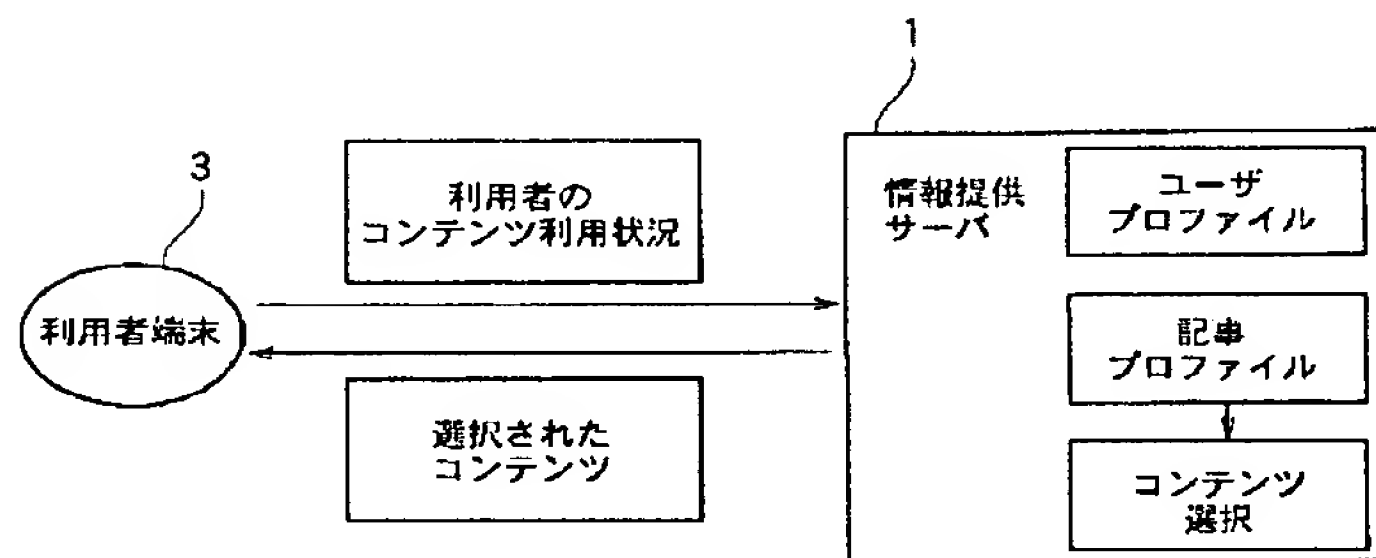 1
3
利用者の
コンテンツ利用状況
情報提供
サーバ
ユーザ
プロファイル
利用者端末
記事
プロファイル
選択された
コンテンツ
コンテンツ
選択